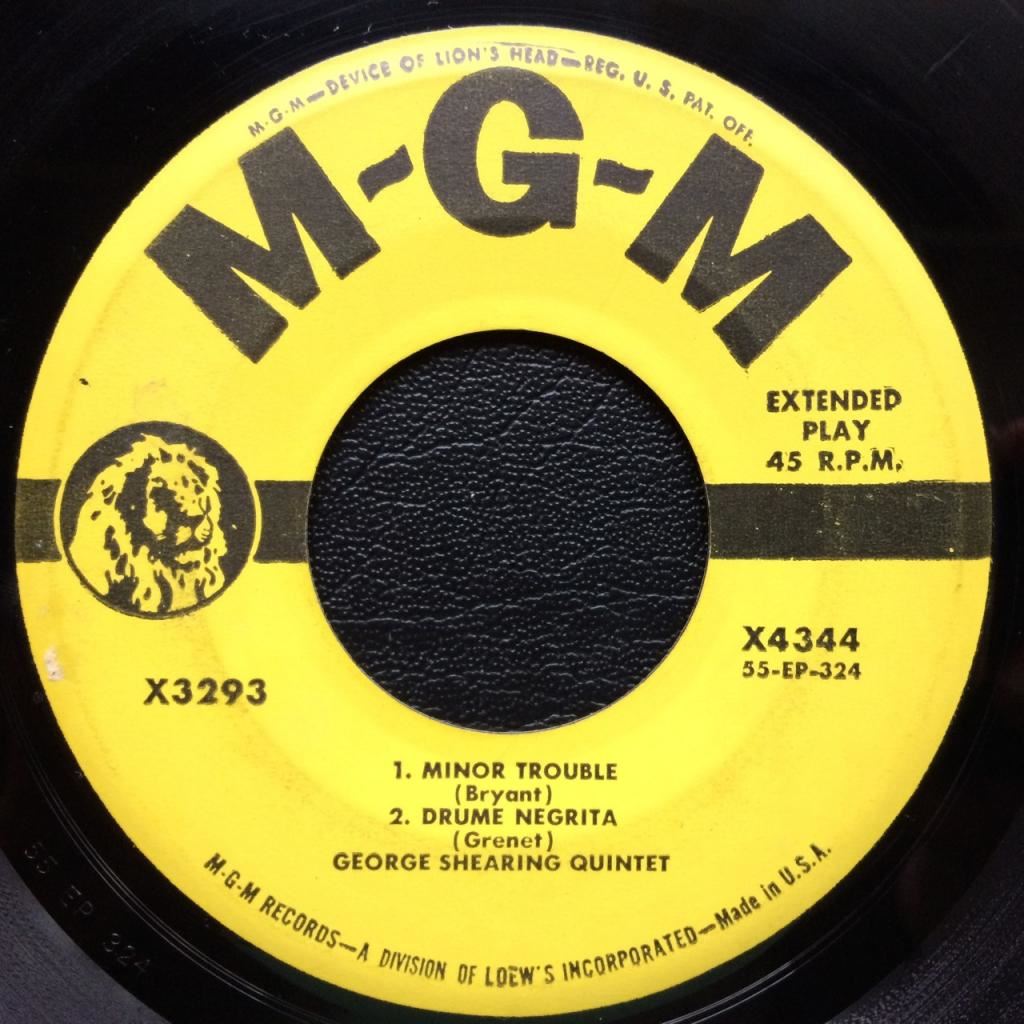 M-G-M—DEVICE OF LION'S HEAD—REG. U. S. PAT. OFF.
M-G-M
EXTENDED
PLAY
45 R.P.M.
X4344
55-EP-324
X3293
1. MINOR TROUBLE
(Bryant)
2. DRUME NEGRITA
(Grenet)
GEORGE SHEARING QUINTET
M-G-M RECORDS—A DIVISION OF LOEW'S INCORPORATED—Made in U.S.A.
55 EP 324